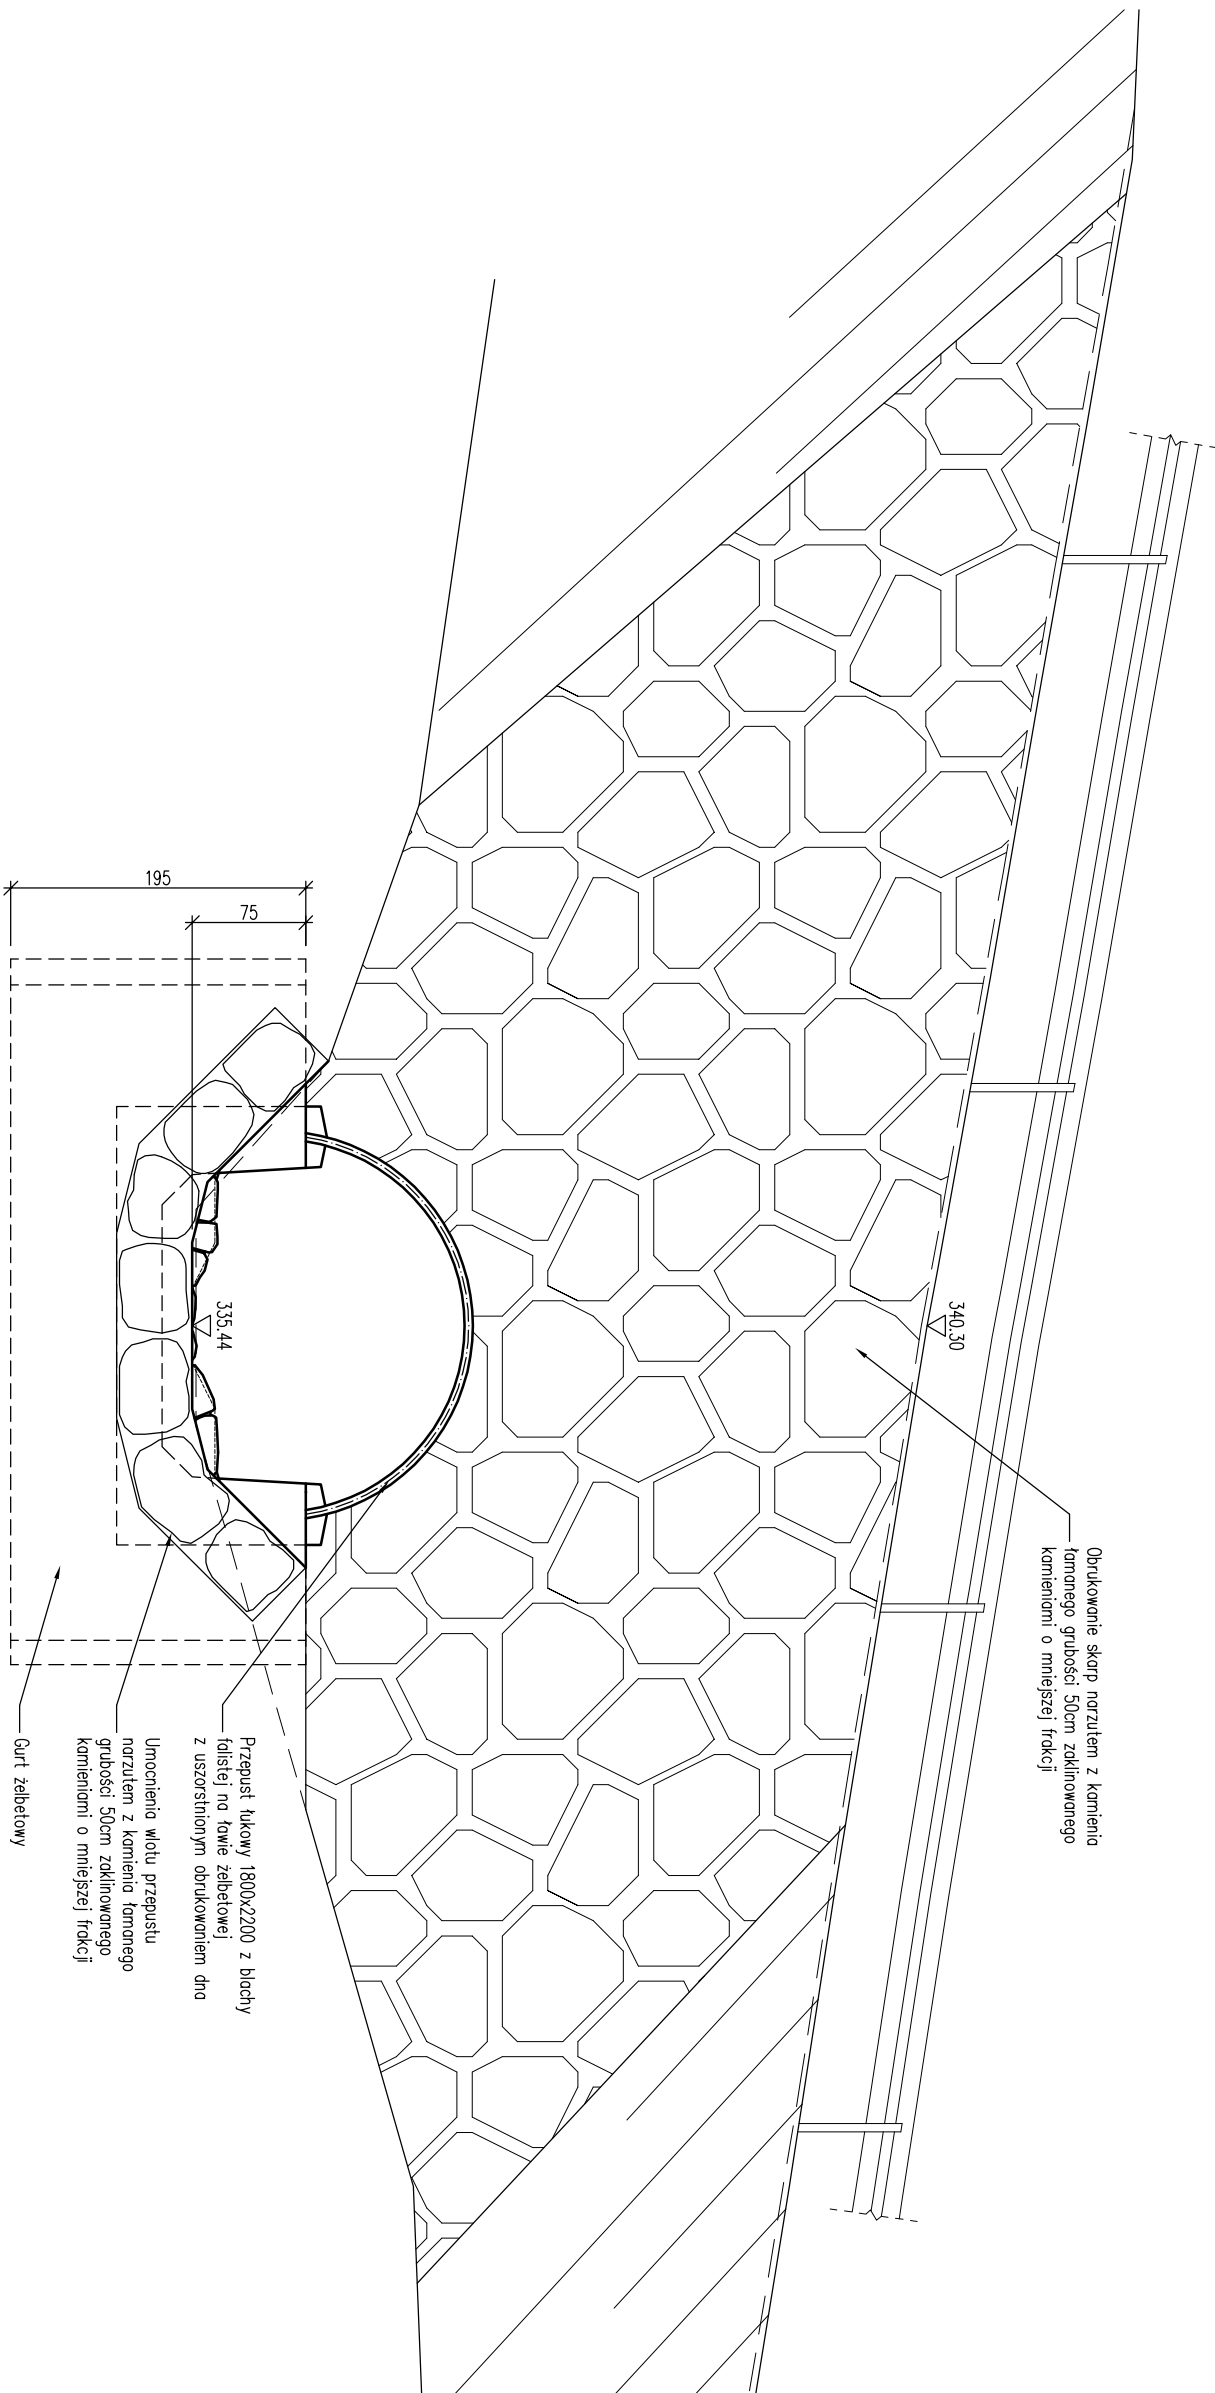 340.30
Obrukowanie skarp narzutem z kamienia
łamanego grubości 50cm zaklinowanego
kamieniami o mniejszej frakcji
335.44
195
75
Przepust łukowy 1800x2200 z blachy
falistej na ławie żelbetowej
z uszorstnionym obrukowaniem dna
Umocnienia wlotu przepustu
narzutem z kamienia łamanego
grubości 50cm zaklinowanego
kamieniami o mniejszej frakcji
Gurt żelbetowy